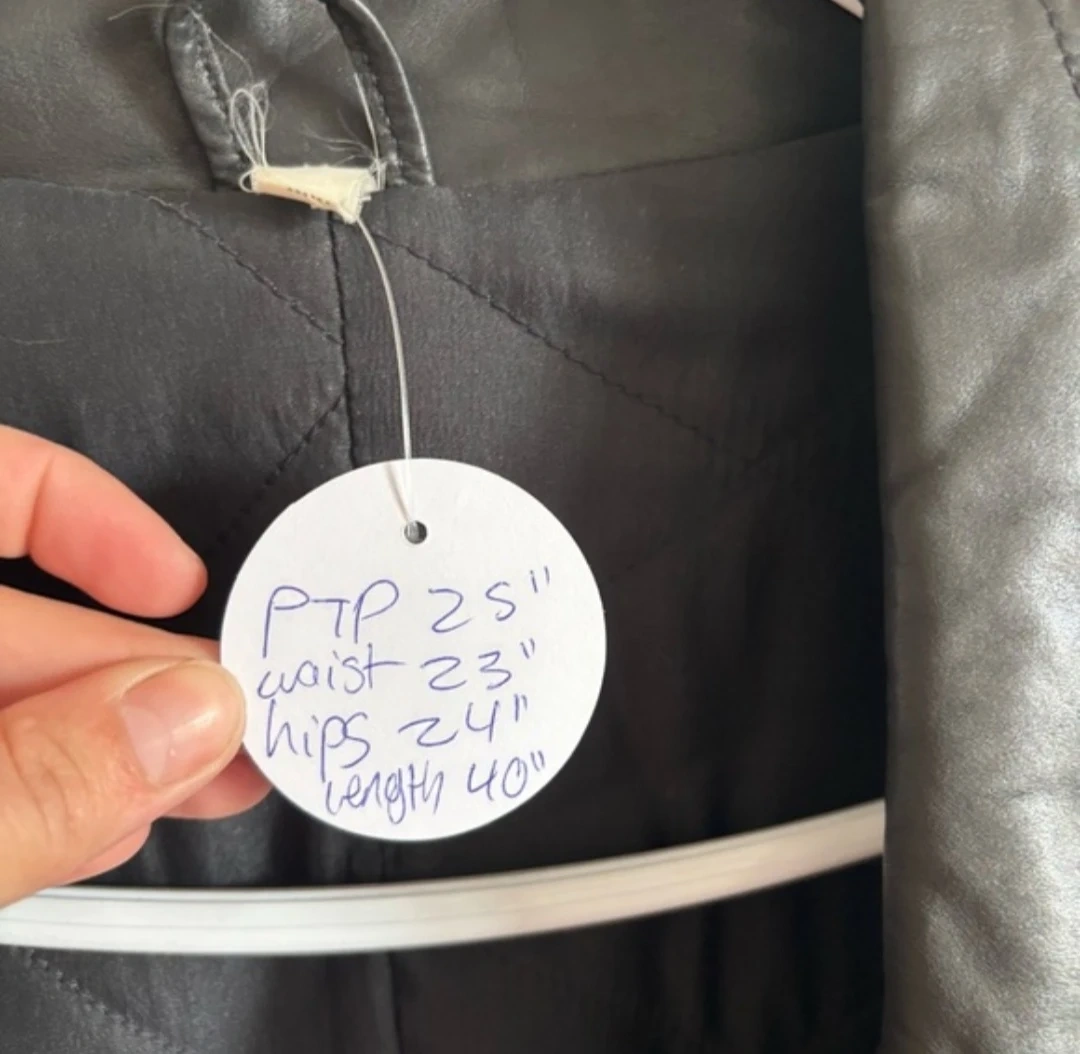 PTP 25"
waist 23"
hips 24"
Length 40"